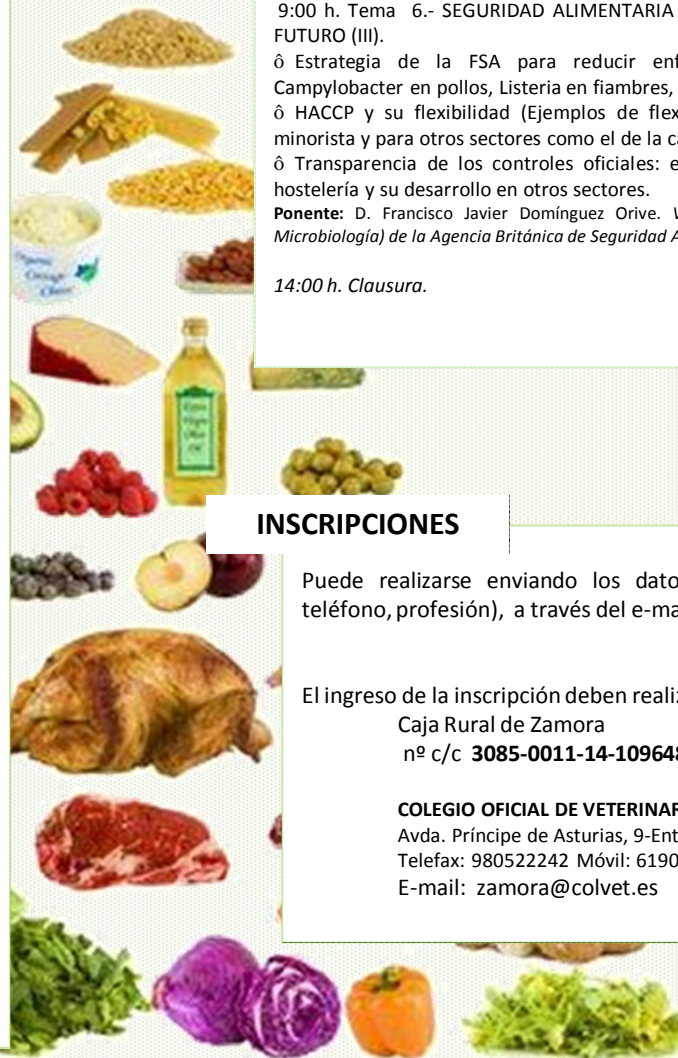 9:00 h. Tema 6.- SEGURIDAD ALIMENTARIA
FUTURO (III).
ô Estrategia de la FSA para reducir enf
Campylobacter en pollos, Listeria en fiambres,
ô HACCP y su flexibilidad (Ejemplos de flex
minorista y para otros sectores como el de la ca
ô Transparencia de los controles oficiales: e
hostelería y su desarrollo en otros sectores.
Ponente: D. Francisco Javier Domínguez Orive.
Microbiología) de la Agencia Británica de Seguridad A
14:00 h. Clausura.
Organic
Cottage
Cheese
Extra
Virgin
Olive
Oil
INSCRIPCIONES
Puede realizarse enviando los dato
teléfono, profesión), a través del e-ma
El ingreso de la inscripción deben realiz
Caja Rural de Zamora
nº c/c 3085-0011-14-109648
COLEGIO OFICIAL DE VETERINAR
Avda. Príncipe de Asturias, 9-Ent
Telefax: 980522242 Móvil: 6190
E-mail: zamora@colvet.es